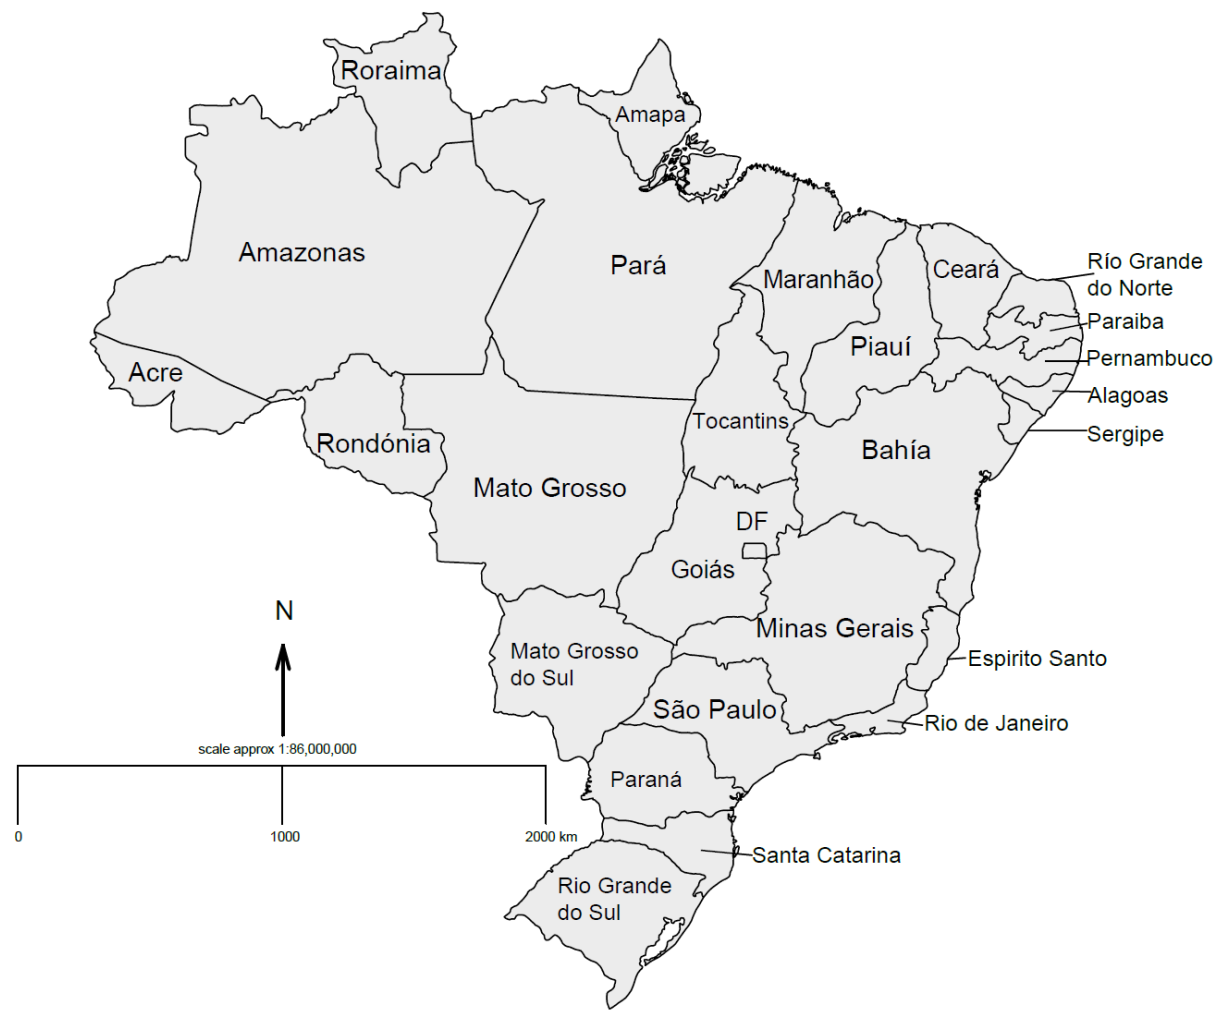 Roraima
Amapa
Amazonas
Pará
Maranhão
Ceará
Río Grande
do Norte
Paraiba
Piauí
Pernambuco
Acre
Alagoas
Tocantins
Sergipe
Rondónia
Bahía
Mato Grosso
DF
Goiás
N
Minas Gerais
Mato Grosso
do Sul
Espirito Santo
São Paulo
Rio de Janeiro
scale approx 1:86,000,000
Paraná
0
1000
2000 km
Santa Catarina
Rio Grande
do Sul